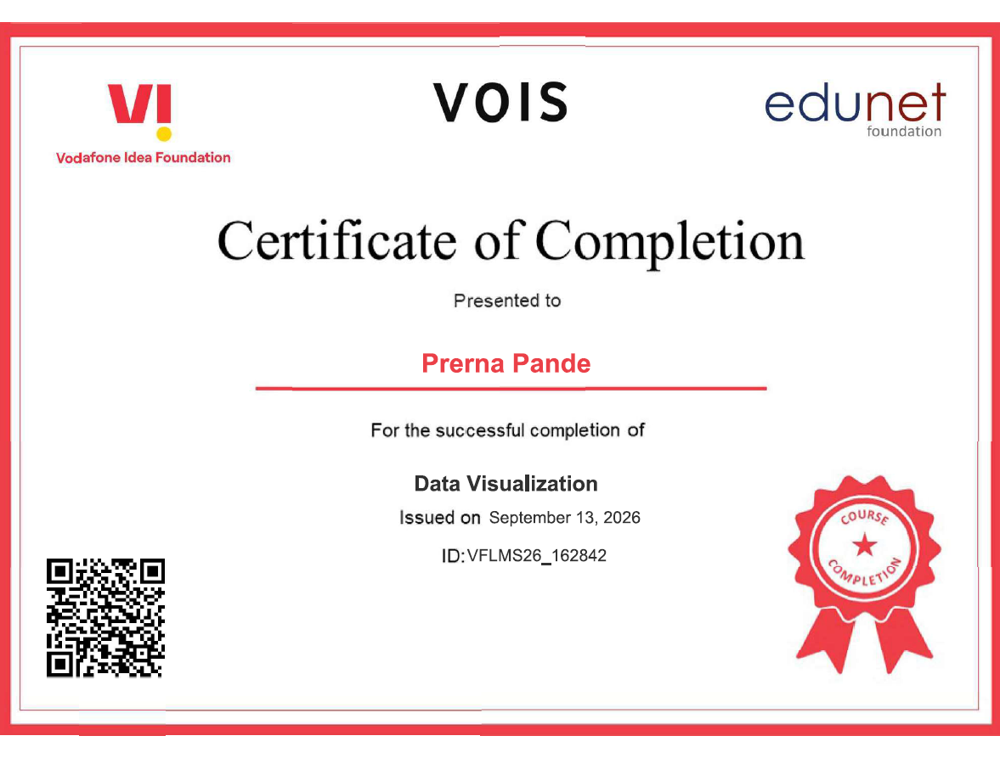 VI
Vodafone Idea Foundation
VOIS
edunet
foundation
Certificate of Completion
Presented to
Prerna Pande
For the successful completion of
Data Visualization
Issued on September 13, 2026
ID:VFLMS26_162842
COURSE
COMPLETION